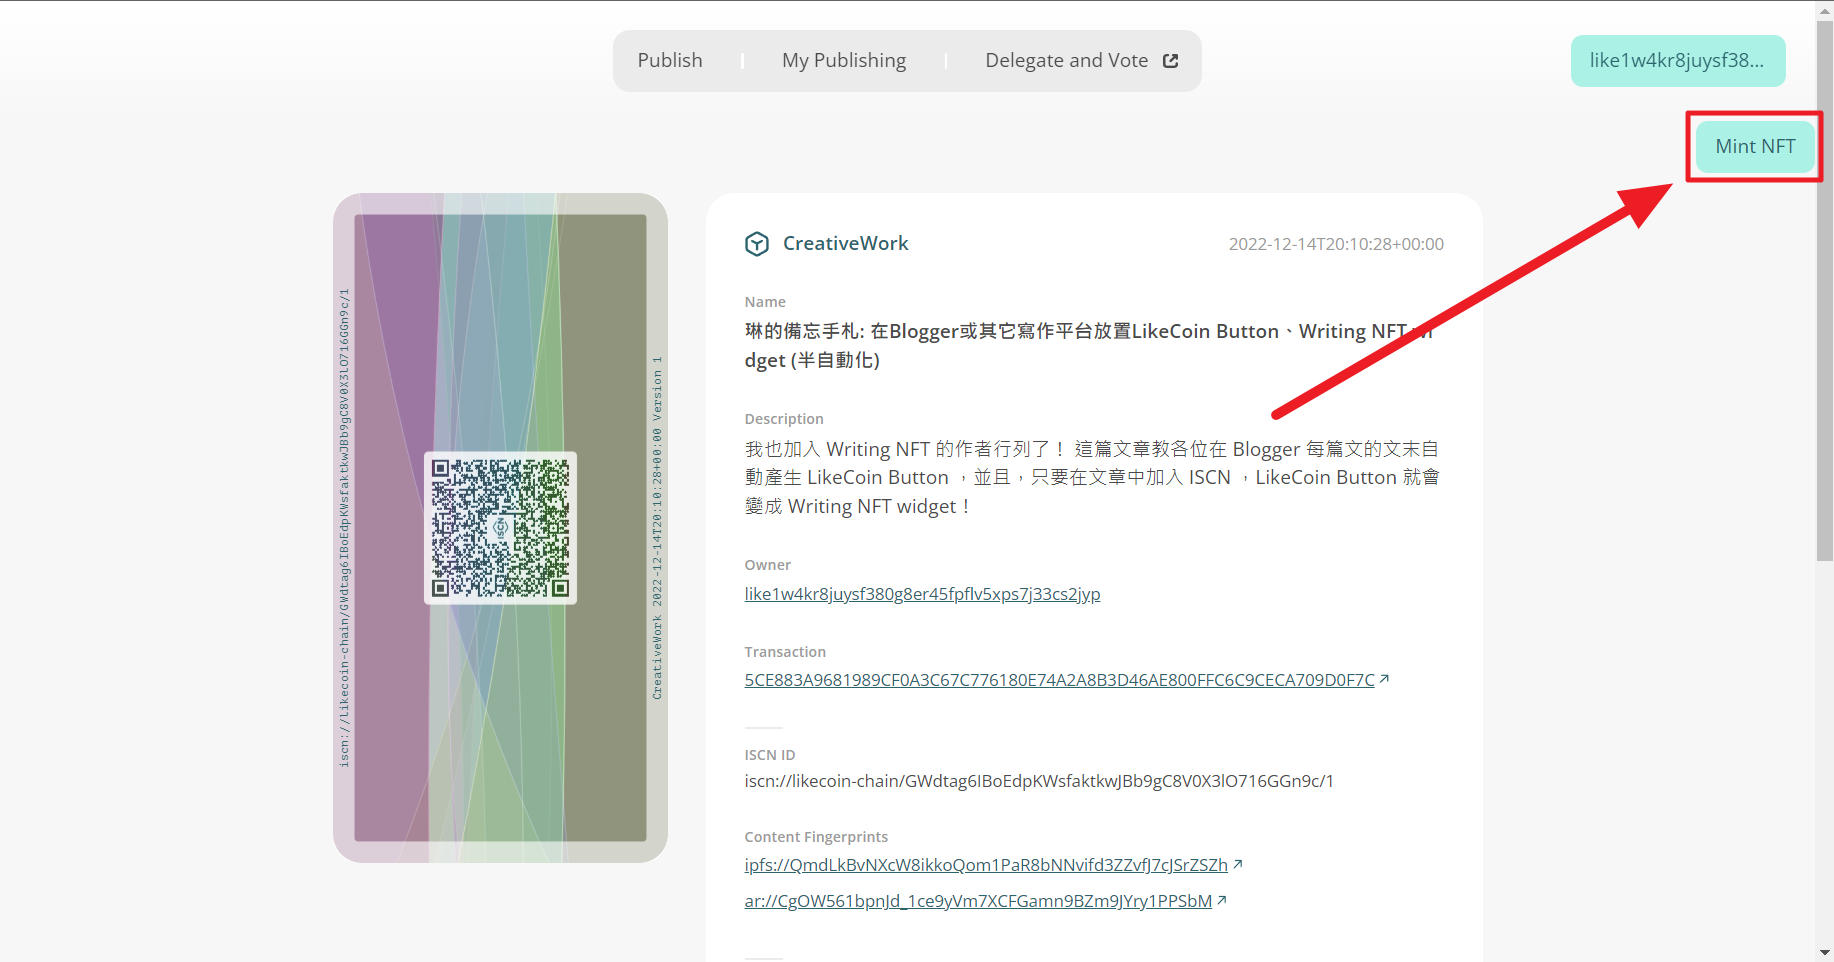 Publish
My Publishing
Delegate and Vote
like1w4kr8juysf38...
Mint NFT
iscn://likecoin-chain/GWdtag6IBoEdpKWsfaktkwJBb9gC8V0X3lO716GGn9c/1
CreativeWork 2022-12-14T20:10:28+00:00 Version 1
ISCN
CreativeWork
2022-12-14T20:10:28+00:00
Name
琳的備忘手札: 在Blogger或其它寫作平台放置LikeCoin Button、Writing NFT wi
dget (半自動化)
Description
我也加入 Writing NFT 的作者行列了！ 這篇文章教各位在 Blogger 每篇文的文末自
動產生 LikeCoin Button ，並且，只要在文章中加入 ISCN ，LikeCoin Button 就會
變成 Writing NFT widget！
Owner
like1w4kr8juysf380g8er45fpflv5xps7j33cs2jyp
Transaction
5CE883A9681989CF0A3C67C776180E74A2A8B3D46AE800FFC6C9CECA709D0F7C
ISCN ID
iscn://likecoin-chain/GWdtag6IBoEdpKWsfaktkwJBb9gC8V0X3lO716GGn9c/1
Content Fingerprints
ipfs://QmdLkBvNXcW8ikkoQom1PaR8bNNvifd3ZZvfJ7cJSrZSZh
ar://CgOW561bpnJd_1ce9yVm7XCFGamn9BZm9JYry1PPSbM